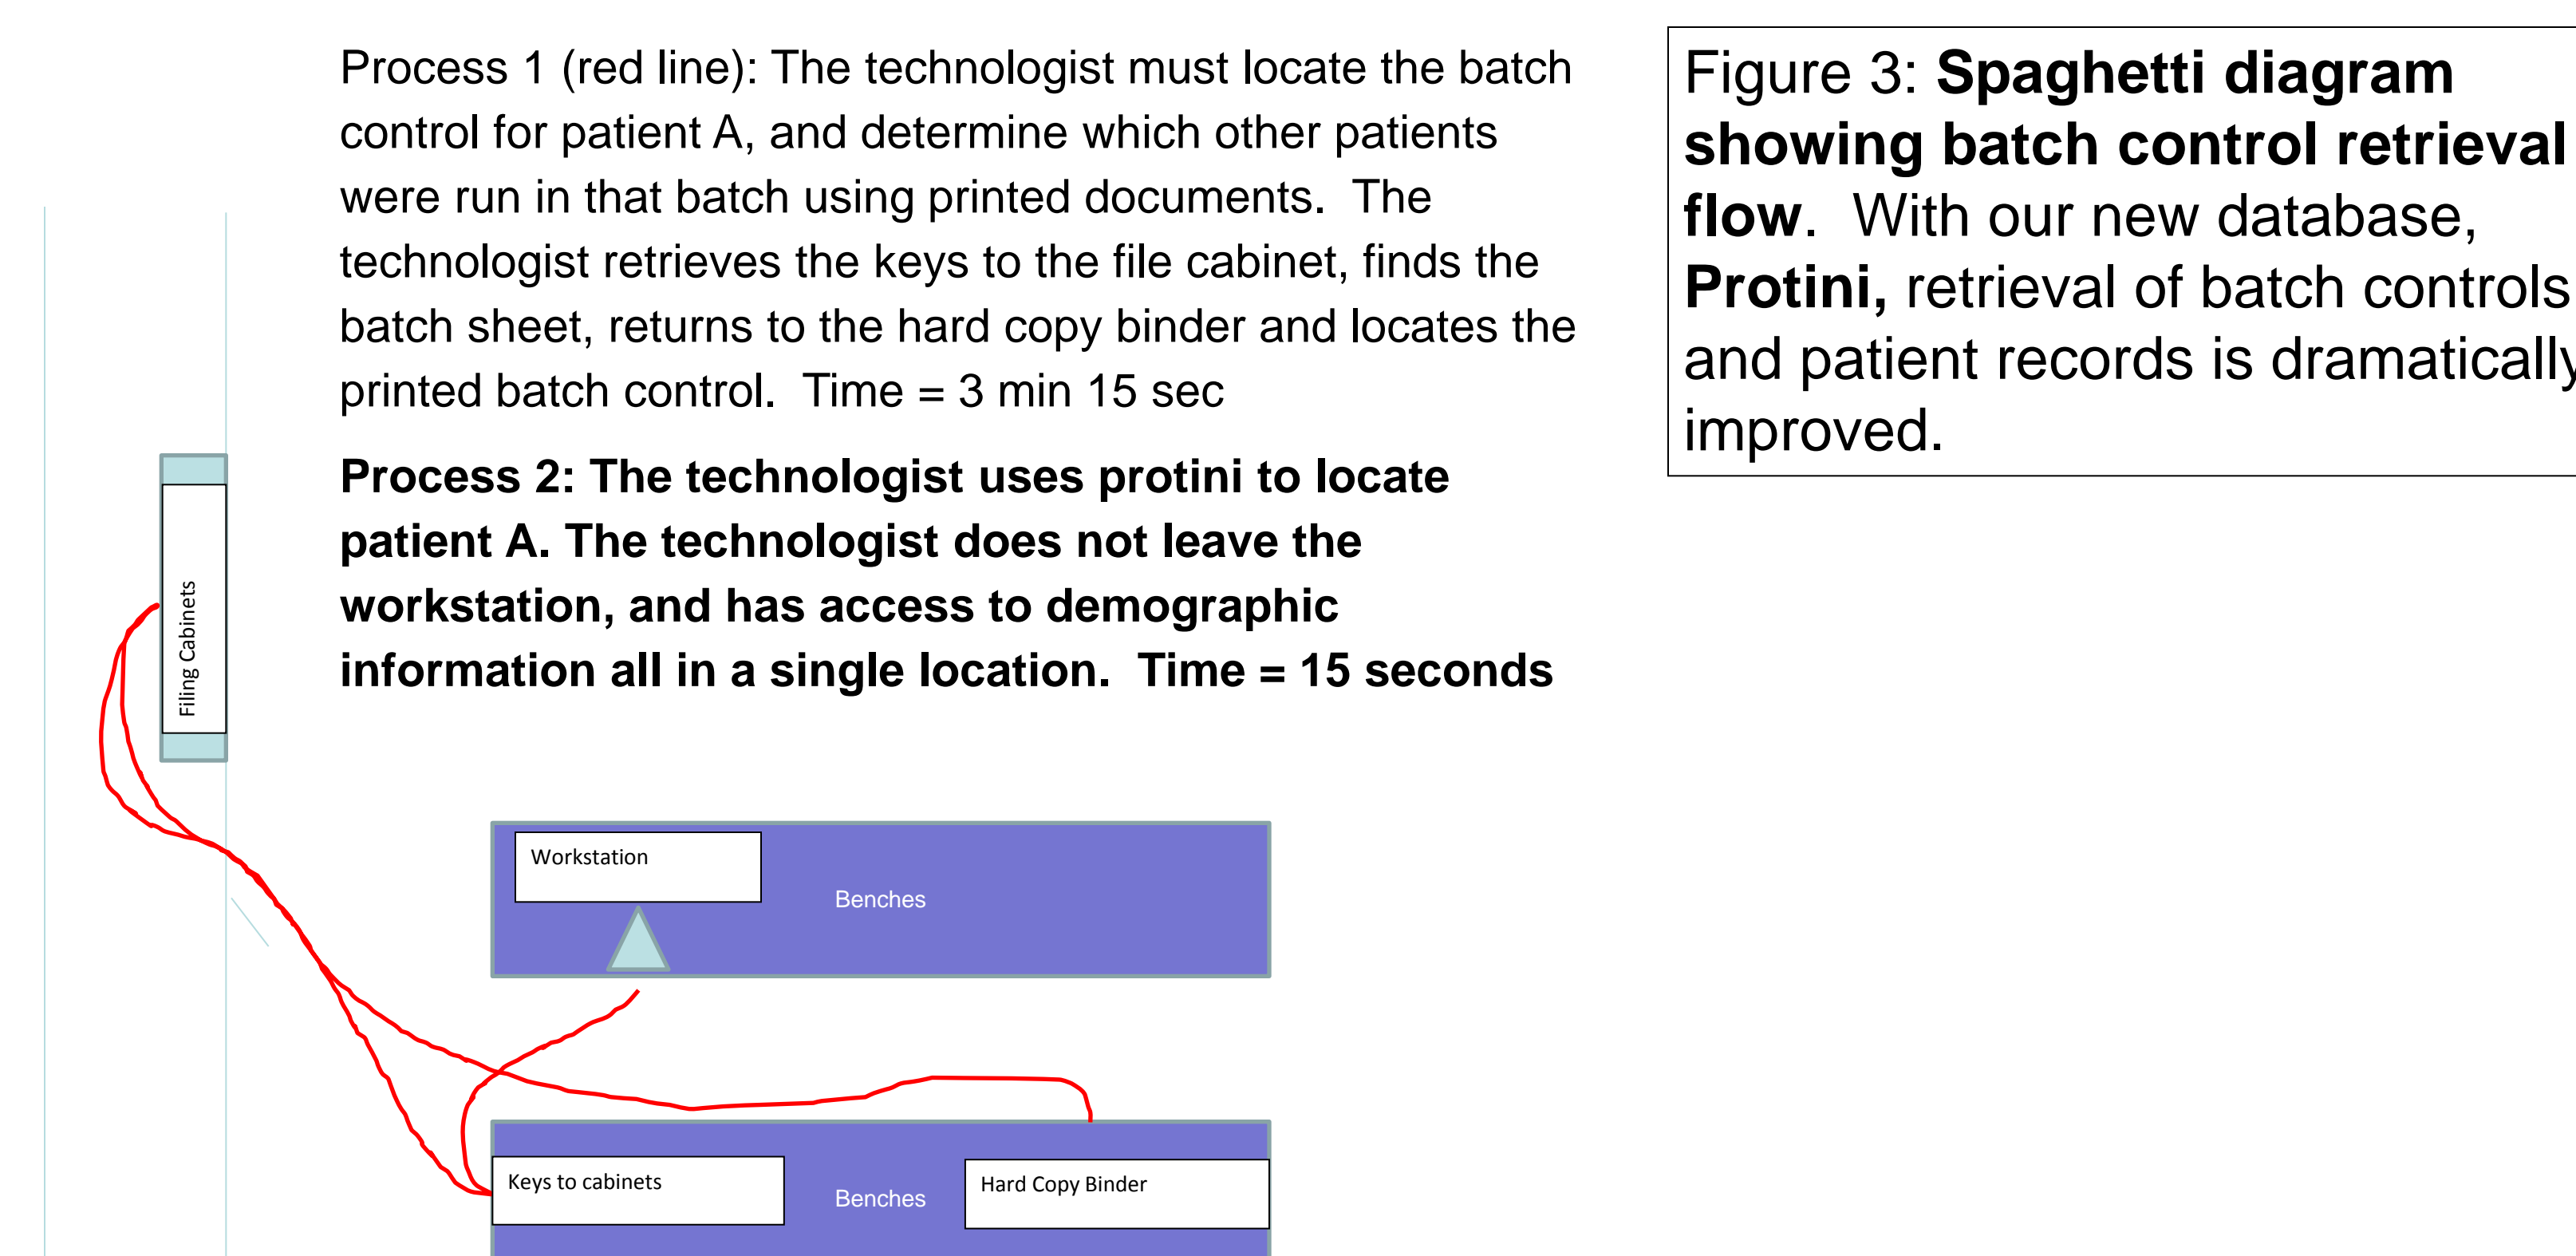 Process 1 (red line): The technologist must locate the batch
control for patient A, and determine which other patients
were run in that batch using printed documents.  The
technologist retrieves the keys to the file cabinet, finds the
batch sheet, returns to the hard copy binder and locates the
printed batch control.  Time = 3 min 15 sec
Process 2: The technologist uses protini to locate
patient A. The technologist does not leave the
workstation, and has access to demographic
information all in a single location.  Time = 15 seconds
Figure 3: Spaghetti diagram
showing batch control retrieval
flow.  With our new database,
Protini, retrieval of batch controls
and patient records is dramatically
improved.
Filing Cabinets
Workstation
Benches
Keys to cabinets
Benches
Hard Copy Binder